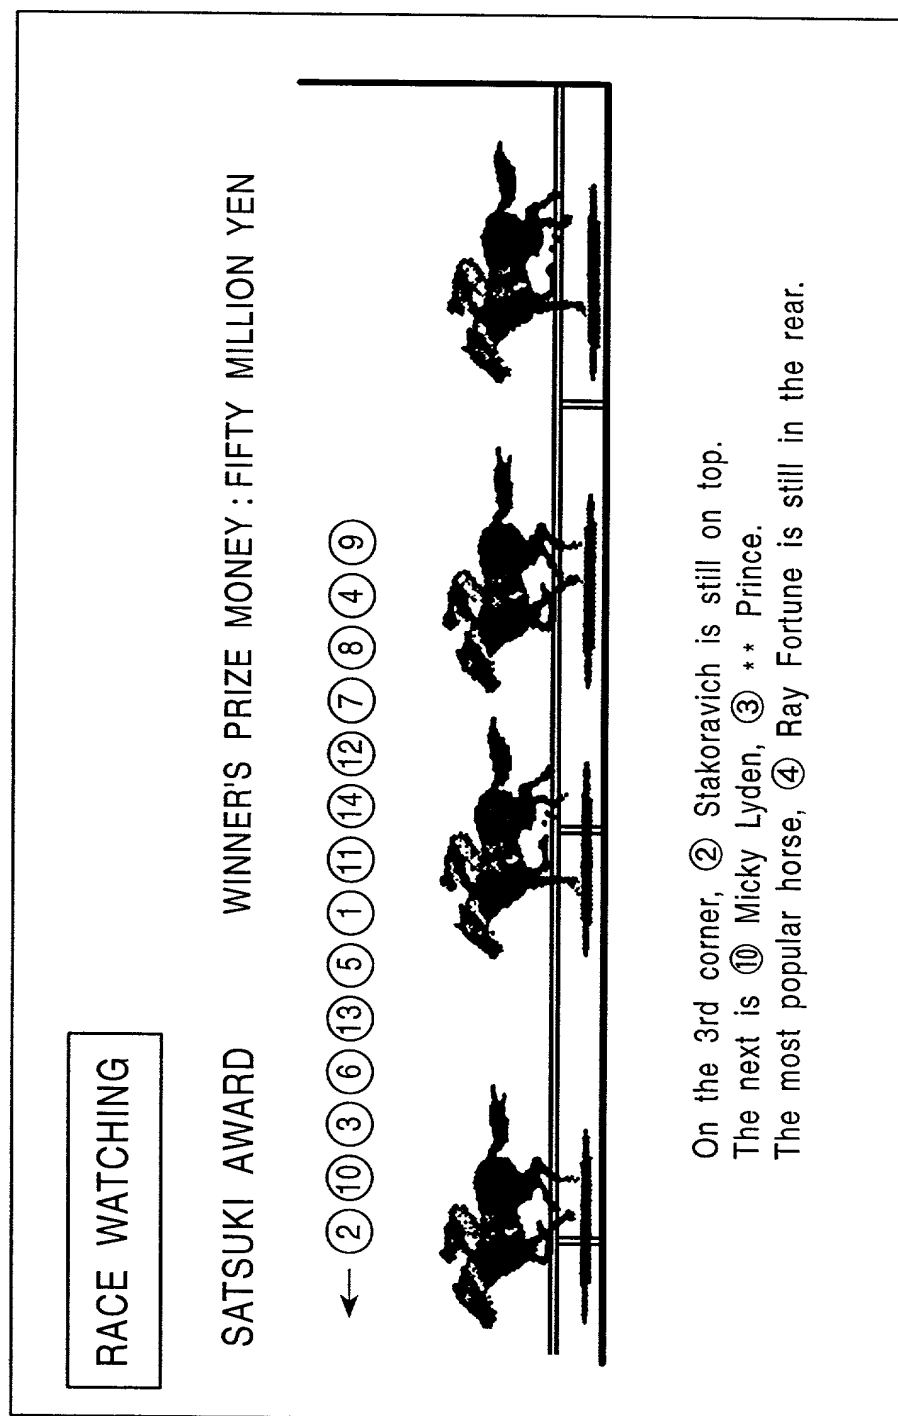 RACE WATCHING
SATSUKI AWARD WINNER'S PRIZE MONEY : FIFTY MILLION YEN
← ② ⑩ ③ ⑥ ⑬ ⑤ ① ⑪ ⑭ ⑫ ⑦ ⑧ ④ ⑨
On the 3rd corner, ② Stakoravich is still on top.
The next is ⑩ Micky Lyden, ③ ** Prince.
The most popular horse, ④ Ray Fortune is still in the rear.